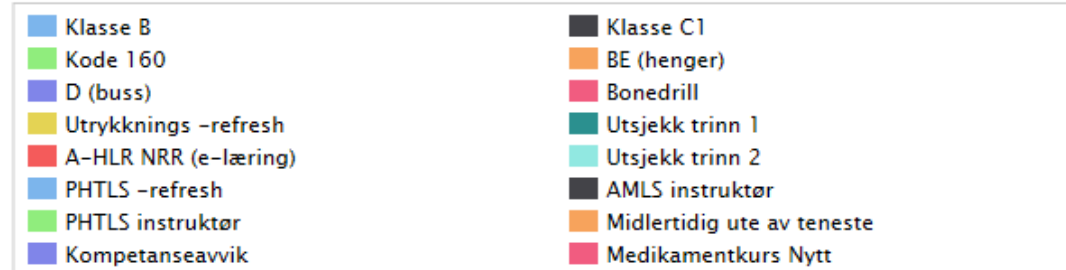 Klasse B
Klasse C1
Kode 160
BE (henger)
D (buss)
Bonedrill
Utrykknings -refresh
Utsjekk trinn 1
A-HLR NRR (e-læring)
Utsjekk trinn 2
PHTLS -refresh
AMLS instruktør
PHTLS instruktør
Midlertidig ute av teneste
Kompetanseavvik
Medikamentkurs Nytt